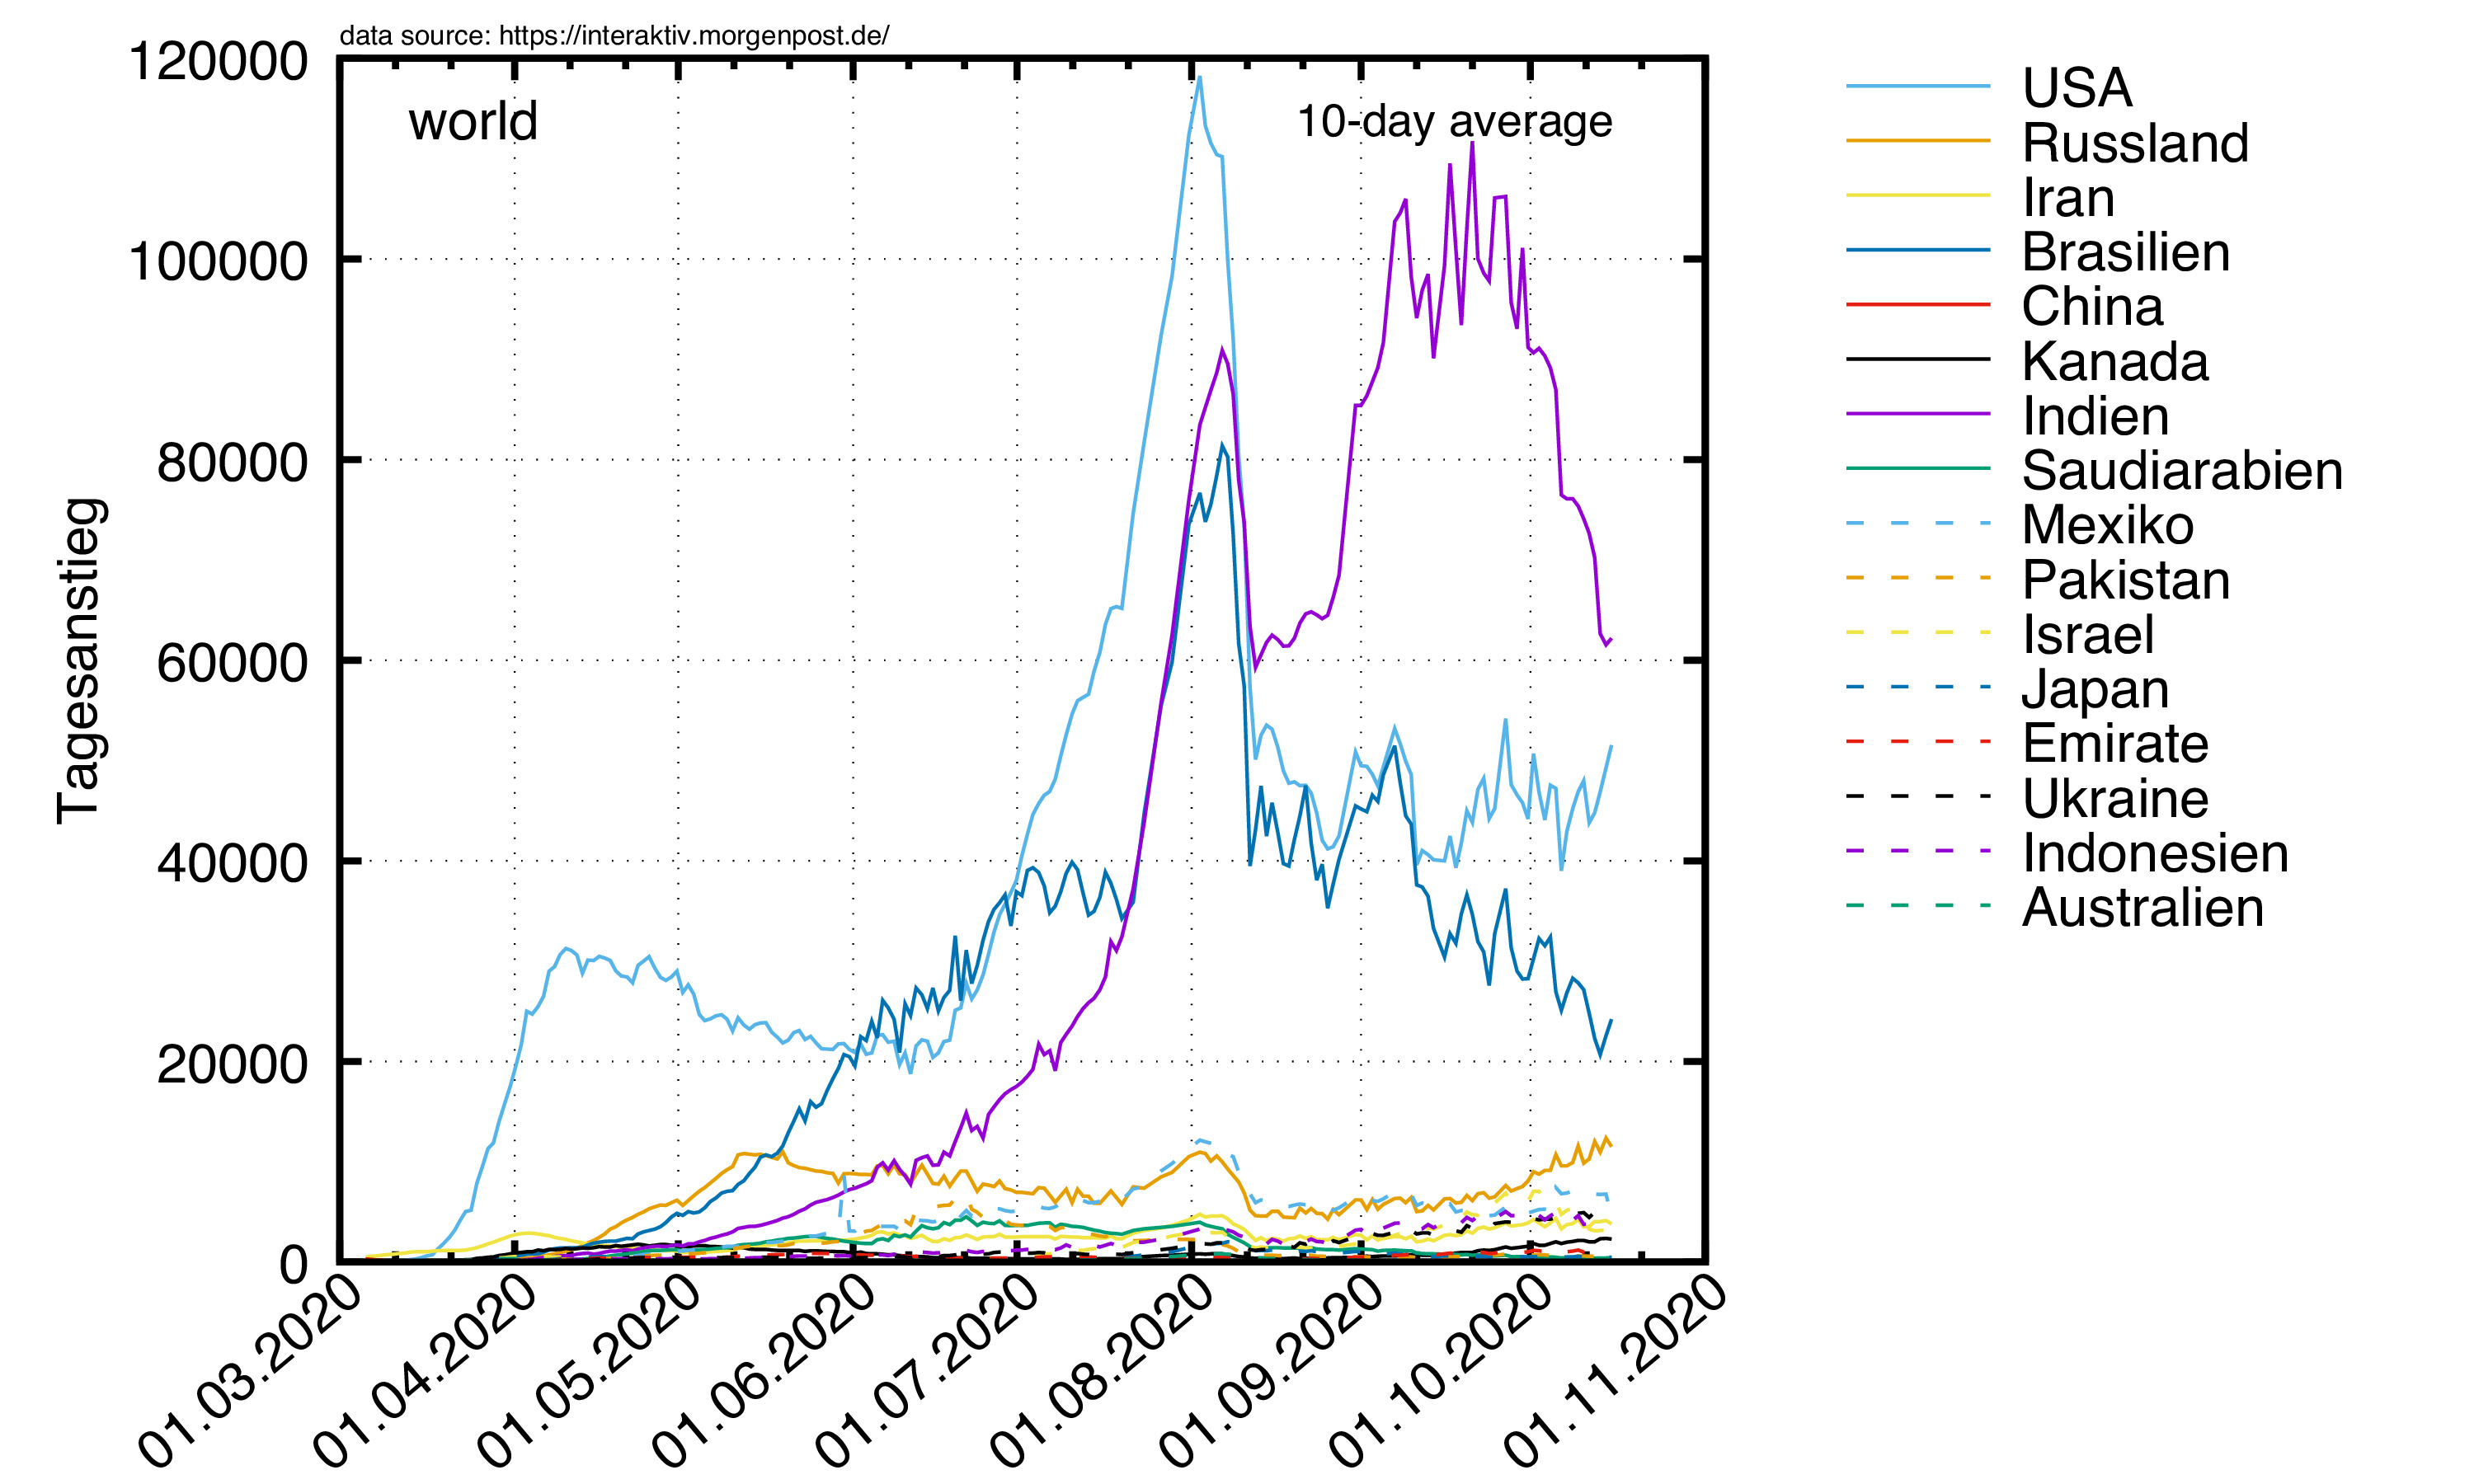 data source: https://interaktiv.morgenpost.de/
120000
world
10-day average
100000
80000
60000
40000
20000
0
Tagesanstieg
01.03.2020
01.04.2020
01.05.2020
01.06.2020
01.07.2020
01.08.2020
01.09.2020
01.10.2020
01.11.2020
USA
Russland
Iran
Brasilien
China
Kanada
Indien
Saudiarabien
Mexiko
Pakistan
Israel
Japan
Emirate
Ukraine
Indonesien
Australien